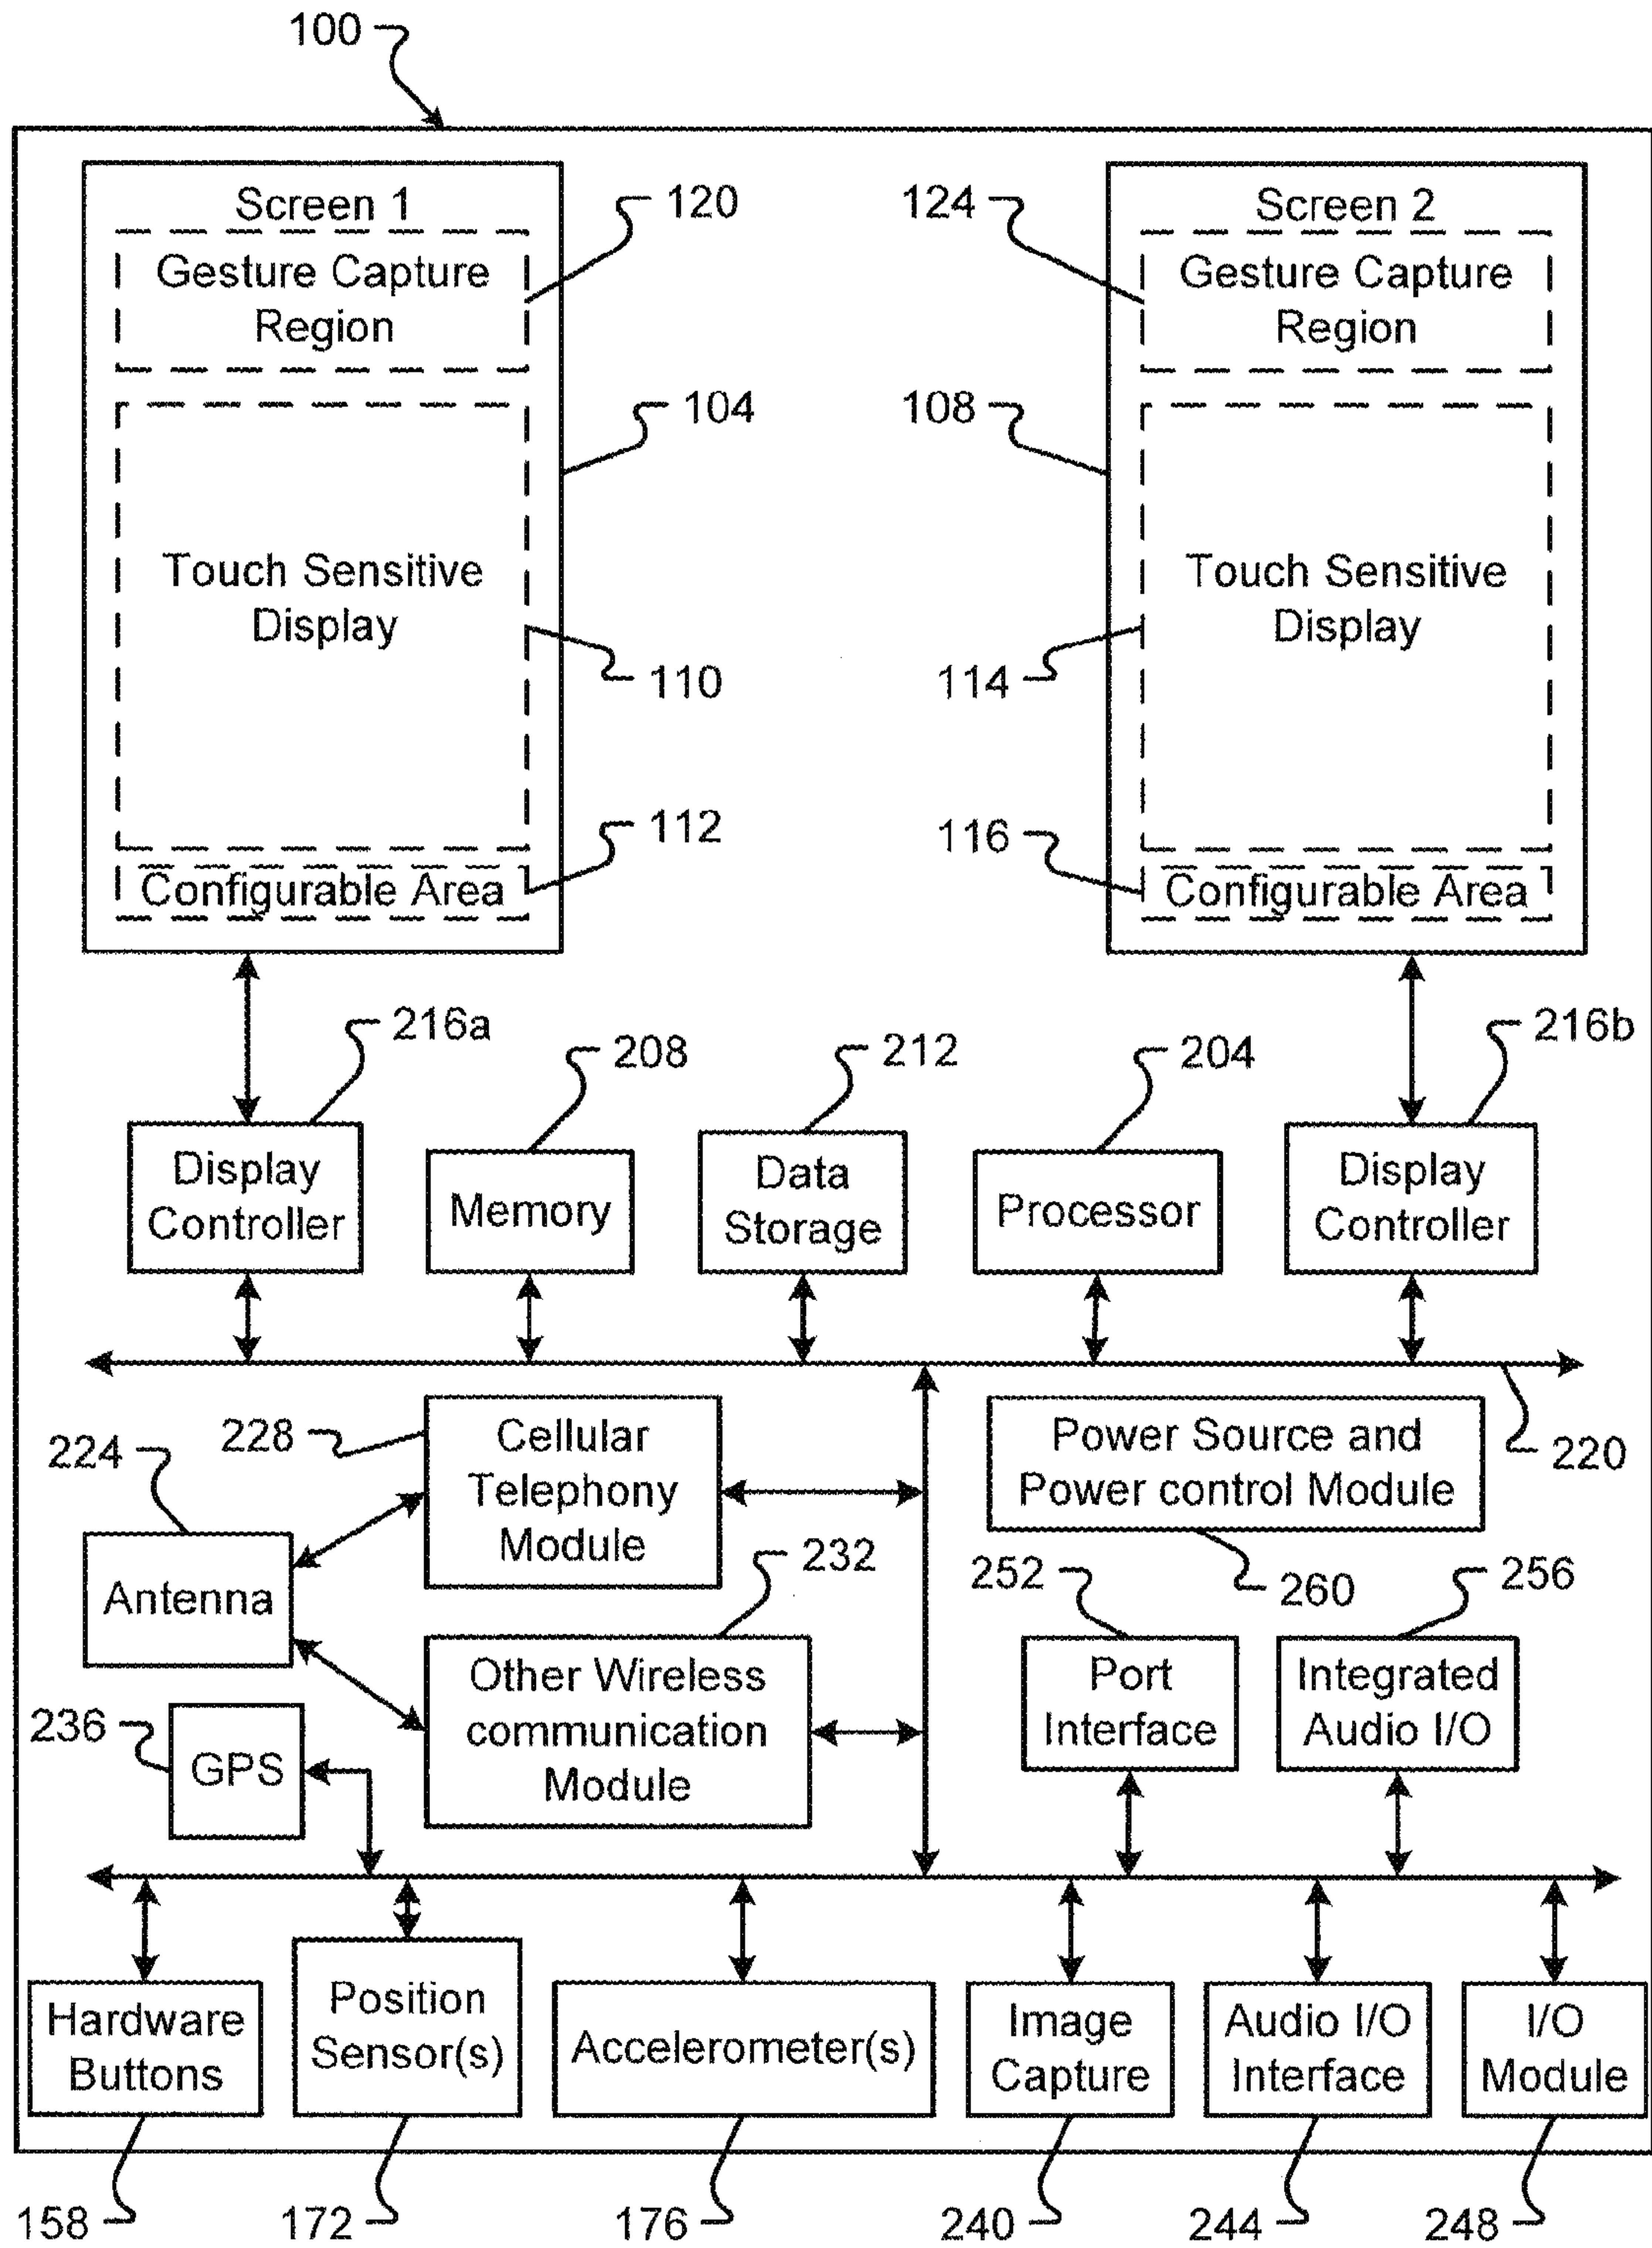 100
Screen 1
Gesture Capture
Region
120
Touch Sensitive
Display
104
110
112
Configurable Area
124
Screen 2
Gesture Capture
Region
108
Touch Sensitive
Display
114
116
Configurable Area
216a
208
212
204
216b
Display
Controller
Memory
Data
Storage
Processor
Display
Controller
220
228
Cellular
Telephony
Module
Power Source and
Power control Module
260
224
Antenna
232
Other Wireless
communication
Module
252
Port
Interface
256
Integrated
Audio I/O
236
GPS
Hardware
Buttons
Position
Sensor(s)
Accelerometer(s)
Image
Capture
Audio I/O
Interface
I/O
Module
158
172
176
240
244
248